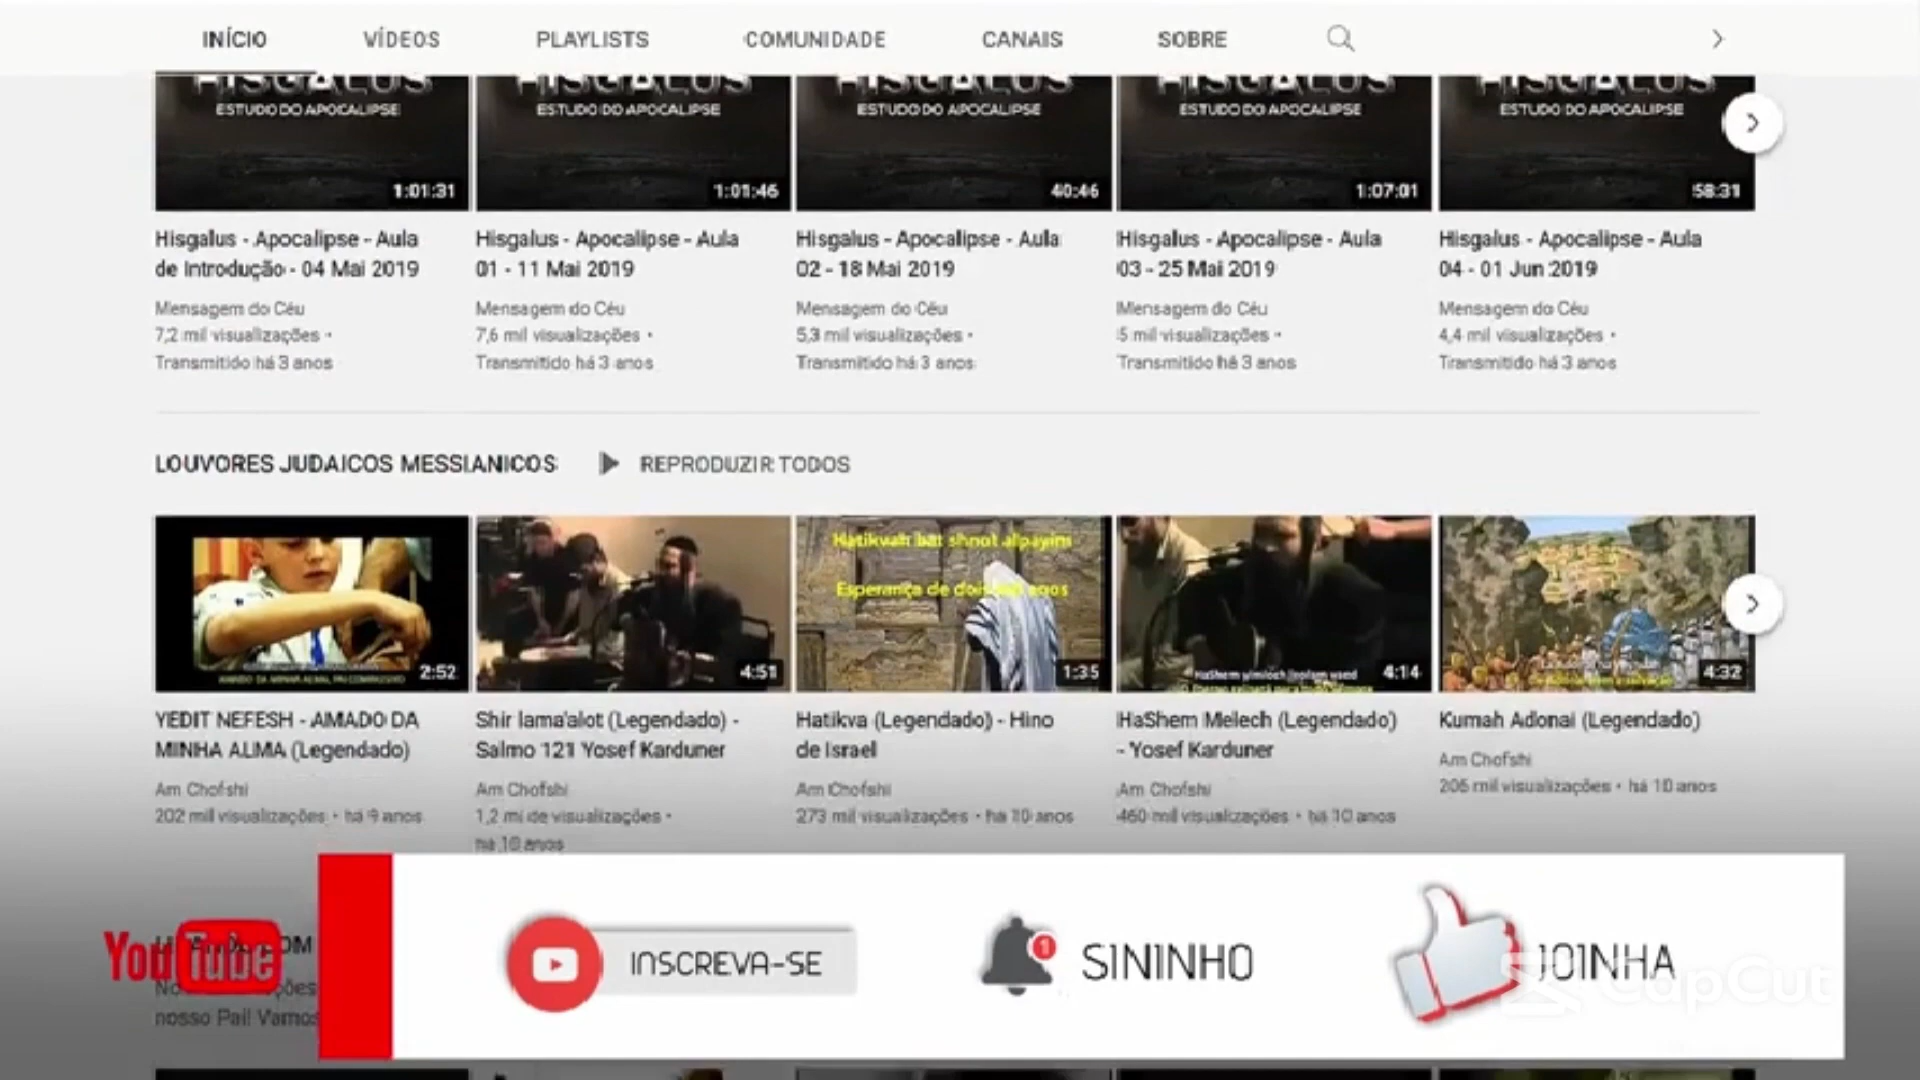 INÍCIO VÍDEOS PLAYLISTS COMUNIDADE CANAIS SOBRE
HISGALUS HISGALUS HISGALUS HISGALUS HISGALUS
ESTUDO DO APOCALIPSE ESTUDO DO APOCALIPSE ESTUDO DO APOCALIPSE ESTUDO DO APOCALIPSE ESTUDO DO APOCALIPSE
1:01:31 1:01:46 40:46 1:07:01 58:31
Hisgalus - Apocalipse - Aula
de Introdução - 04 Mai 2019
Mensagem do Céu
7,2 mil visualizações •
Transmitido há 3 anos
Hisgalus - Apocalipse - Aula
01 - 11 Mai 2019
Mensagem do Céu
7,6 mil visualizações •
Transmitido há 3 anos
Hisgalus - Apocalipse - Aula
02 - 18 Mai 2019
Mensagem do Céu
5,3 mil visualizações •
Transmitido há 3 anos
Hisgalus - Apocalipse - Aula
03 - 25 Mai 2019
Mensagem do Céu
5 mil visualizações •
Transmitido há 3 anos
Hisgalus - Apocalipse - Aula
04 - 01 Jun 2019
Mensagem do Céu
4,4 mil visualizações •
Transmitido há 3 anos
LOUVORES JUDAICOS MESSIANICOS REPRODUZIR TODOS
Hatikvah bat shnot alpayim
Esperança de dois anos
2:52 4:51 1:35 4:14 4:32
YEDIT NEFESH - AMADO DA
MINHA ALMA (Legendado)
Am Chofshi
202 mil visualizações • há 9 anos
Shir lama'alot (Legendado) -
Salmo 121 Yosef Karduner
Am Chofshi
1,2 mi de visualizações •
há 10 anos
Hatikva (Legendado) - Hino
de Israel
Am Chofshi
273 mil visualizações • há 10 anos
HaShem Melech (Legendado)
- Yosef Karduner
Am Chofshi
460 mil visualizações • há 10 anos
Kumah Adonai (Legendado)
Am Chofshi
206 mil visualizações • há 10 anos
YouTube
nosso Pai! Vamos
INSCREVA-SE
1
SININHO
JOINHA
CapCut